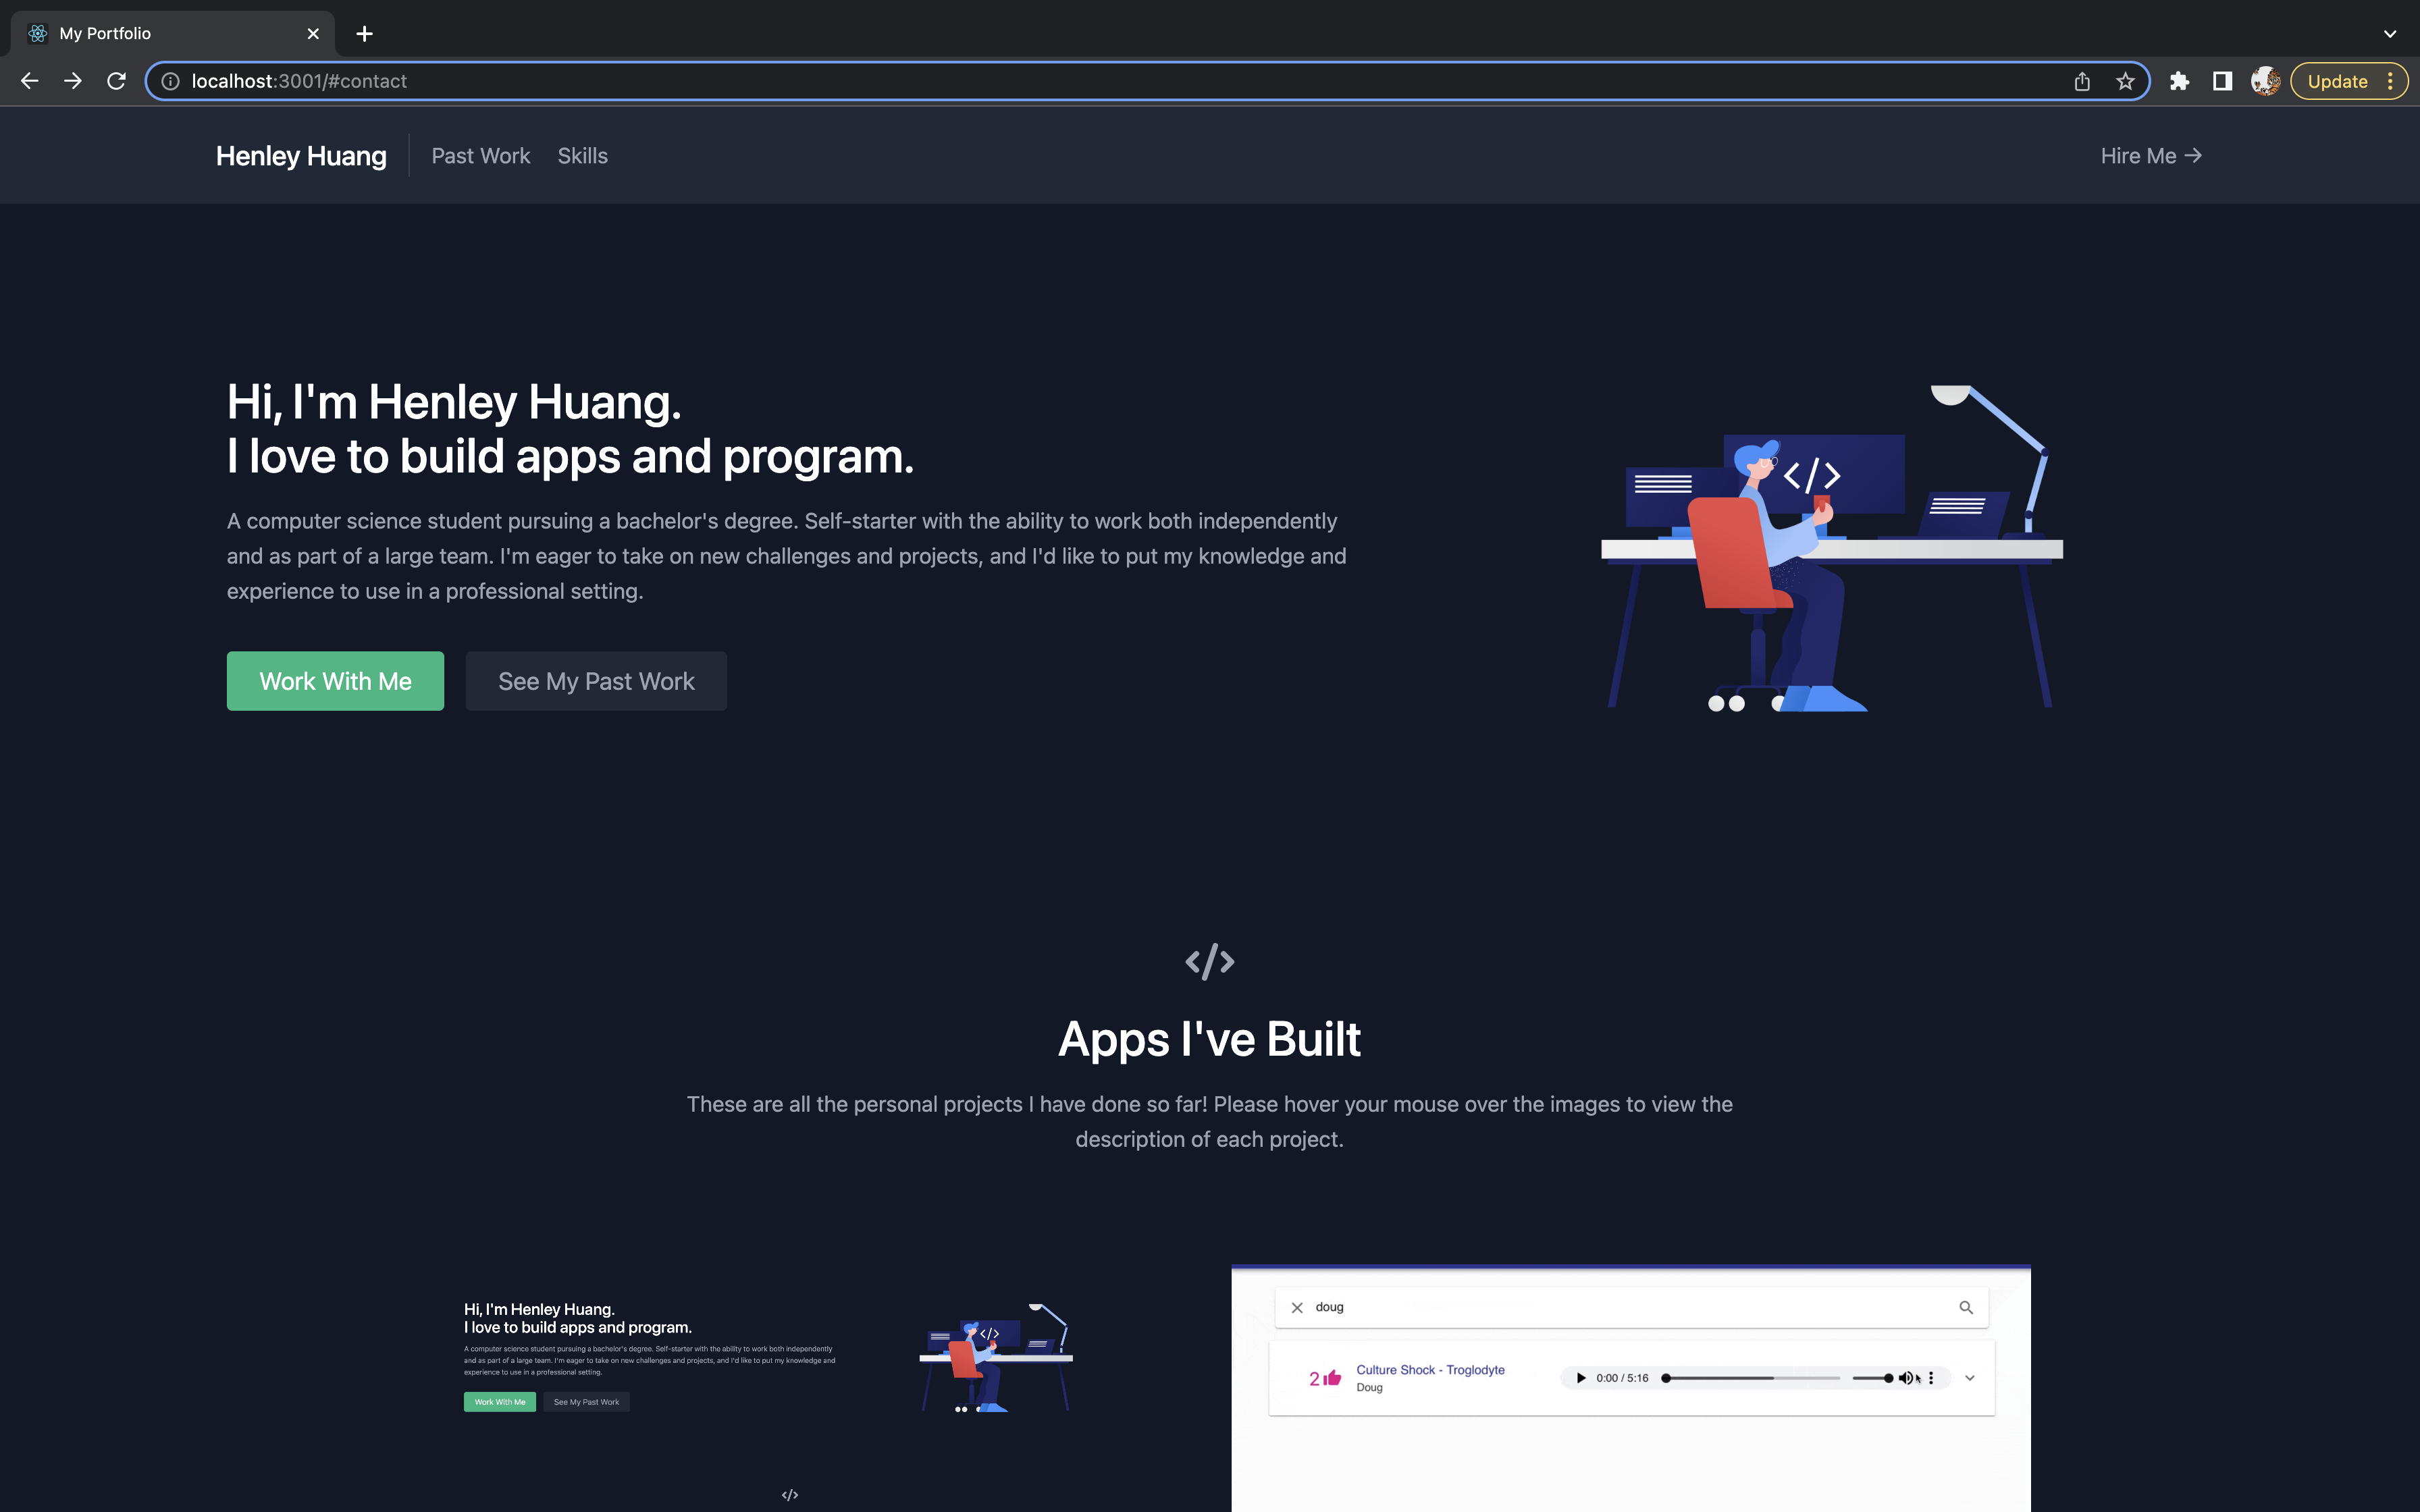 My Portfolio
localhost:3001/#contact
Update
Henley Huang
Past Work
Skills
Hire Me →
Hi, I'm Henley Huang.
I love to build apps and program.
A computer science student pursuing a bachelor's degree. Self-starter with the ability to work both independently
and as part of a large team. I'm eager to take on new challenges and projects, and I'd like to put my knowledge and
experience to use in a professional setting.
Work With Me
See My Past Work
</>
</>
Apps I've Built
These are all the personal projects I have done so far! Please hover your mouse over the images to view the
description of each project.
Hi, I'm Henley Huang.
I love to build apps and program.
A computer science student pursuing a bachelor's degree. Self-starter with the ability to work both independently
and as part of a large team. I'm eager to take on new challenges and projects, and I'd like to put my knowledge and
experience to use in a professional setting.
Work With Me
See My Past Work
</>
</>
doug
2
Culture Shock - Troglodyte
Doug
0:00 / 5:16